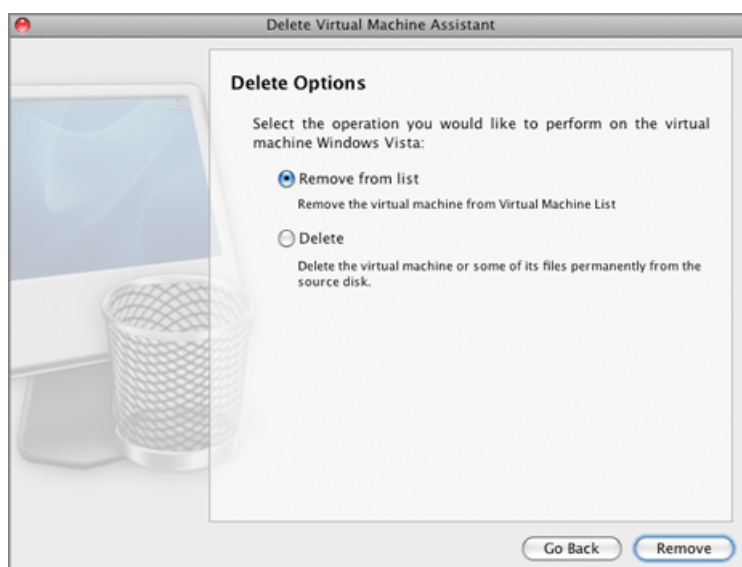 Delete Virtual Machine Assistant
Delete Options
Select the operation you would like to perform on the virtual
machine Windows Vista:
Remove from list
Remove the virtual machine from Virtual Machine List
Delete
Delete the virtual machine or some of its files permanently from the
source disk.
Go Back
Remove